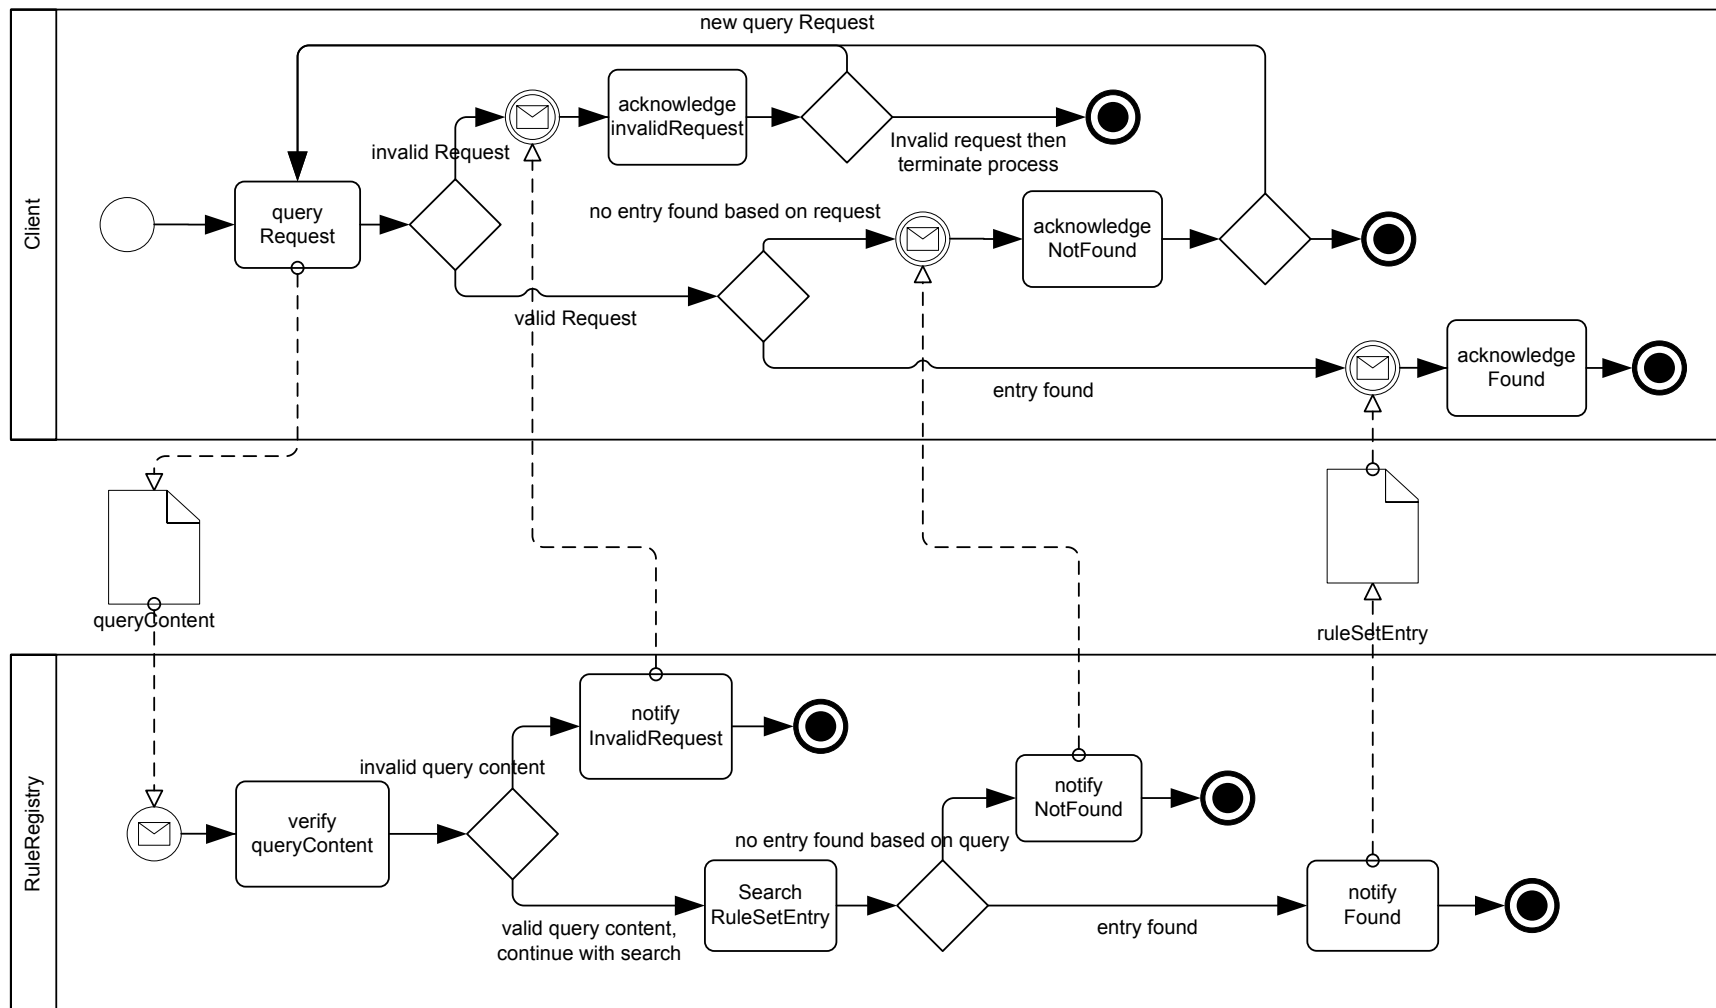 new query Request
Client
acknowledge
invalidRequest
invalid Request
Invalid request then
terminate process
query
Request
no entry found based on request
acknowledge
NotFound
valid Request
acknowledge
Found
entry found
queryContent
ruleSetEntry
RuleRegistry
notify
InvalidRequest
invalid query content
notify
NotFound
verify
queryContent
no entry found based on query
Search
RuleSetEntry
notify
Found
valid query content,
continue with search
entry found